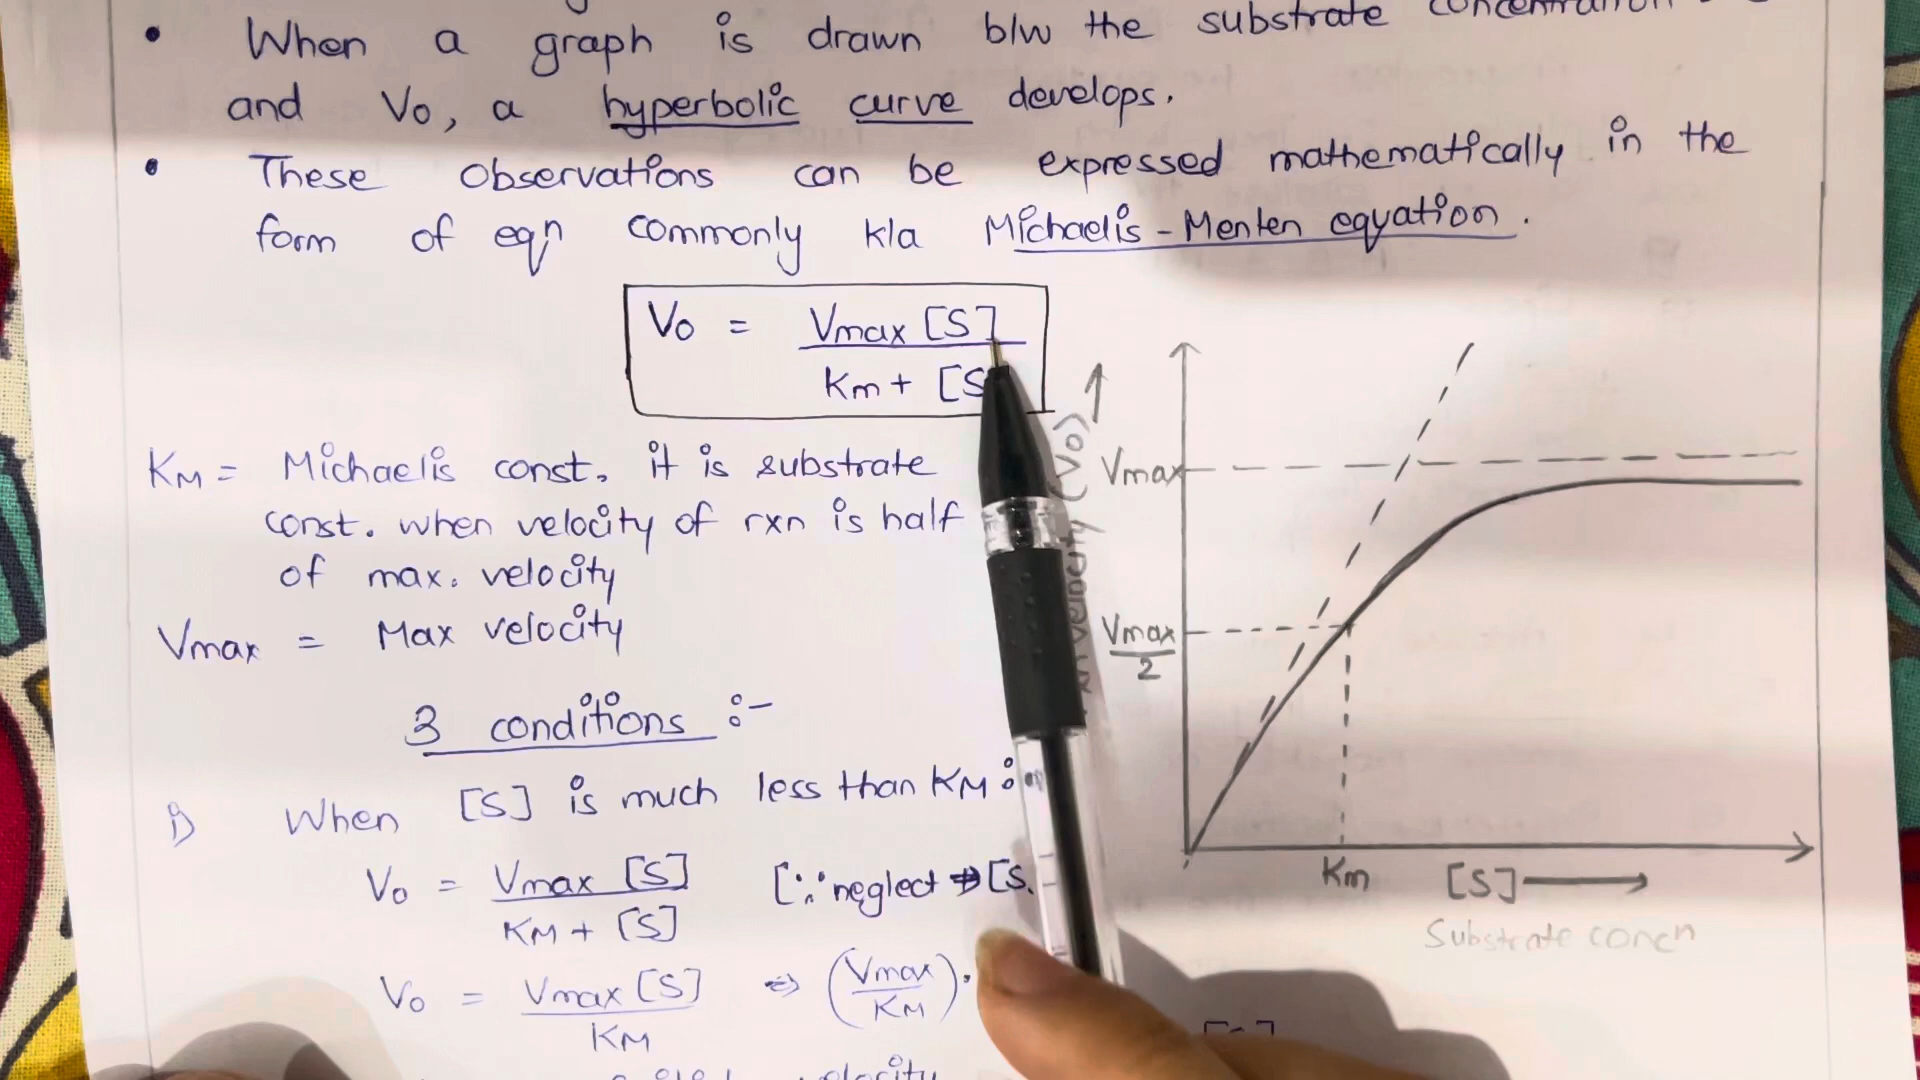 • When a graph is drawn b/w the substrate
and Vo, a hyperbolic curve develops.
• These observations can be expressed mathematically in the
form of eqn commonly k/a Michaelis - Menten equation.
Vo = Vmax [S]
Km + [S
KM = Michaelis const. it is substrate
const. when velocity of rxn is half
of max. velocity
Vmax = Max velocity
3 conditions :-
i) When [S] is much less than KM :
Vo = Vmax [S] [∵ neglect → [S
KM + [S]
Vo = Vmax [S] ⇒ (Vmax) .
KM KM
velocity (Vo) ↑
Vmax
Vmax
2
Km [S] →
Substrate concn